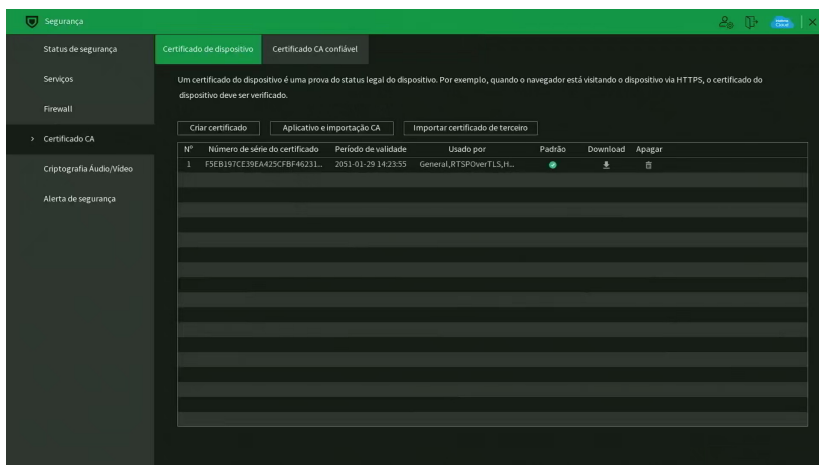 Segurança
Status de segurança
Serviços
Firewall
> Certificado CA
Criptografia Áudio/Vídeo
Alerta de segurança
Certificado de dispositivo
Certificado CA confiável
Um certificado do dispositivo é uma prova do status legal do dispositivo. Por exemplo, quando o navegador está visitando o dispositivo via HTTPS, o certificado do
dispositivo deve ser verificado.
Criar certificado
Aplicativo e importação CA
Importar certificado de terceiro
Nº Número de série do certificado Período de validade Usado por Padrão Download Apagar
1 F5EB197CE39EA425CFBF46231... 2051-01-29 14:23:55 General,RTSPOverTLS,H...